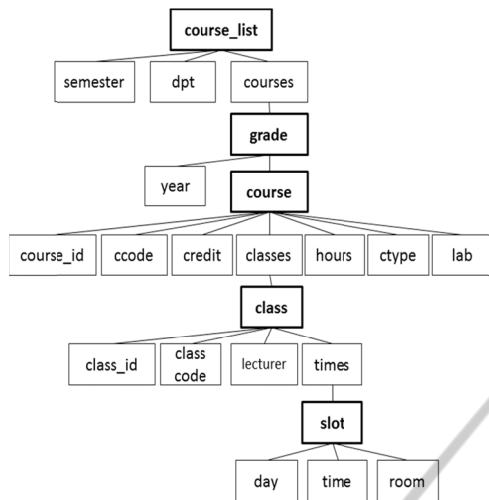 course_list
semester
dpt
courses
grade
year
course
course_id
ccode
credit
classes
hours
ctype
lab
class
class_id
class
code
lecturer
times
slot
day
time
room